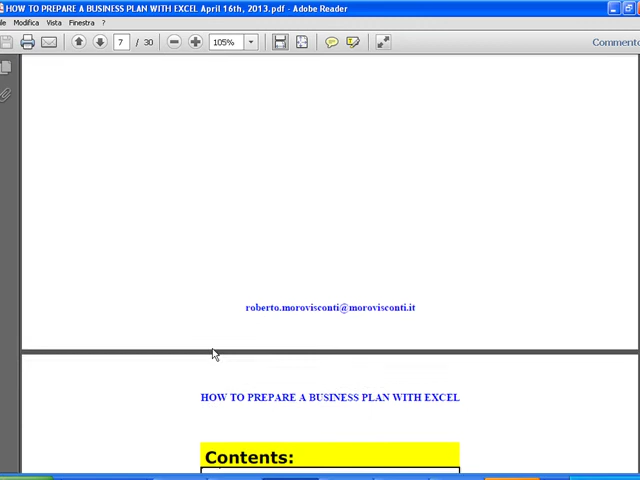 HOW TO PREPARE A BUSINESS PLAN WITH EXCEL April 16th, 2013.pdf - Adobe Reader
Modifica Vista Finestra ?
7 / 30 105% Commento
roberto.morovisconti@morovisconti.it
HOW TO PREPARE A BUSINESS PLAN WITH EXCEL
Contents: